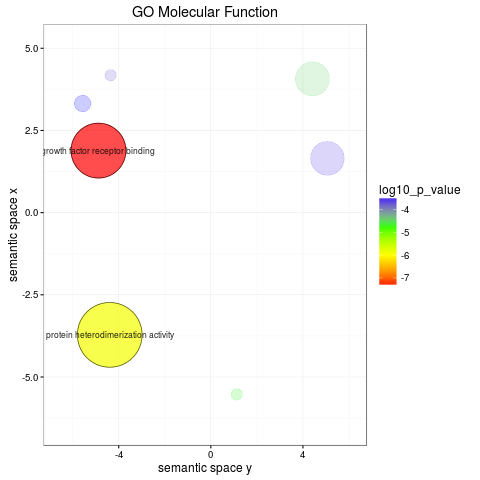 GO Molecular Function
5.0
2.5
0.0
-2.5
-5.0
semantic space x
growth factor receptor binding
protein heterodimerization activity
-4
0
4
semantic space y
log10_p_value
-4
-5
-6
-7